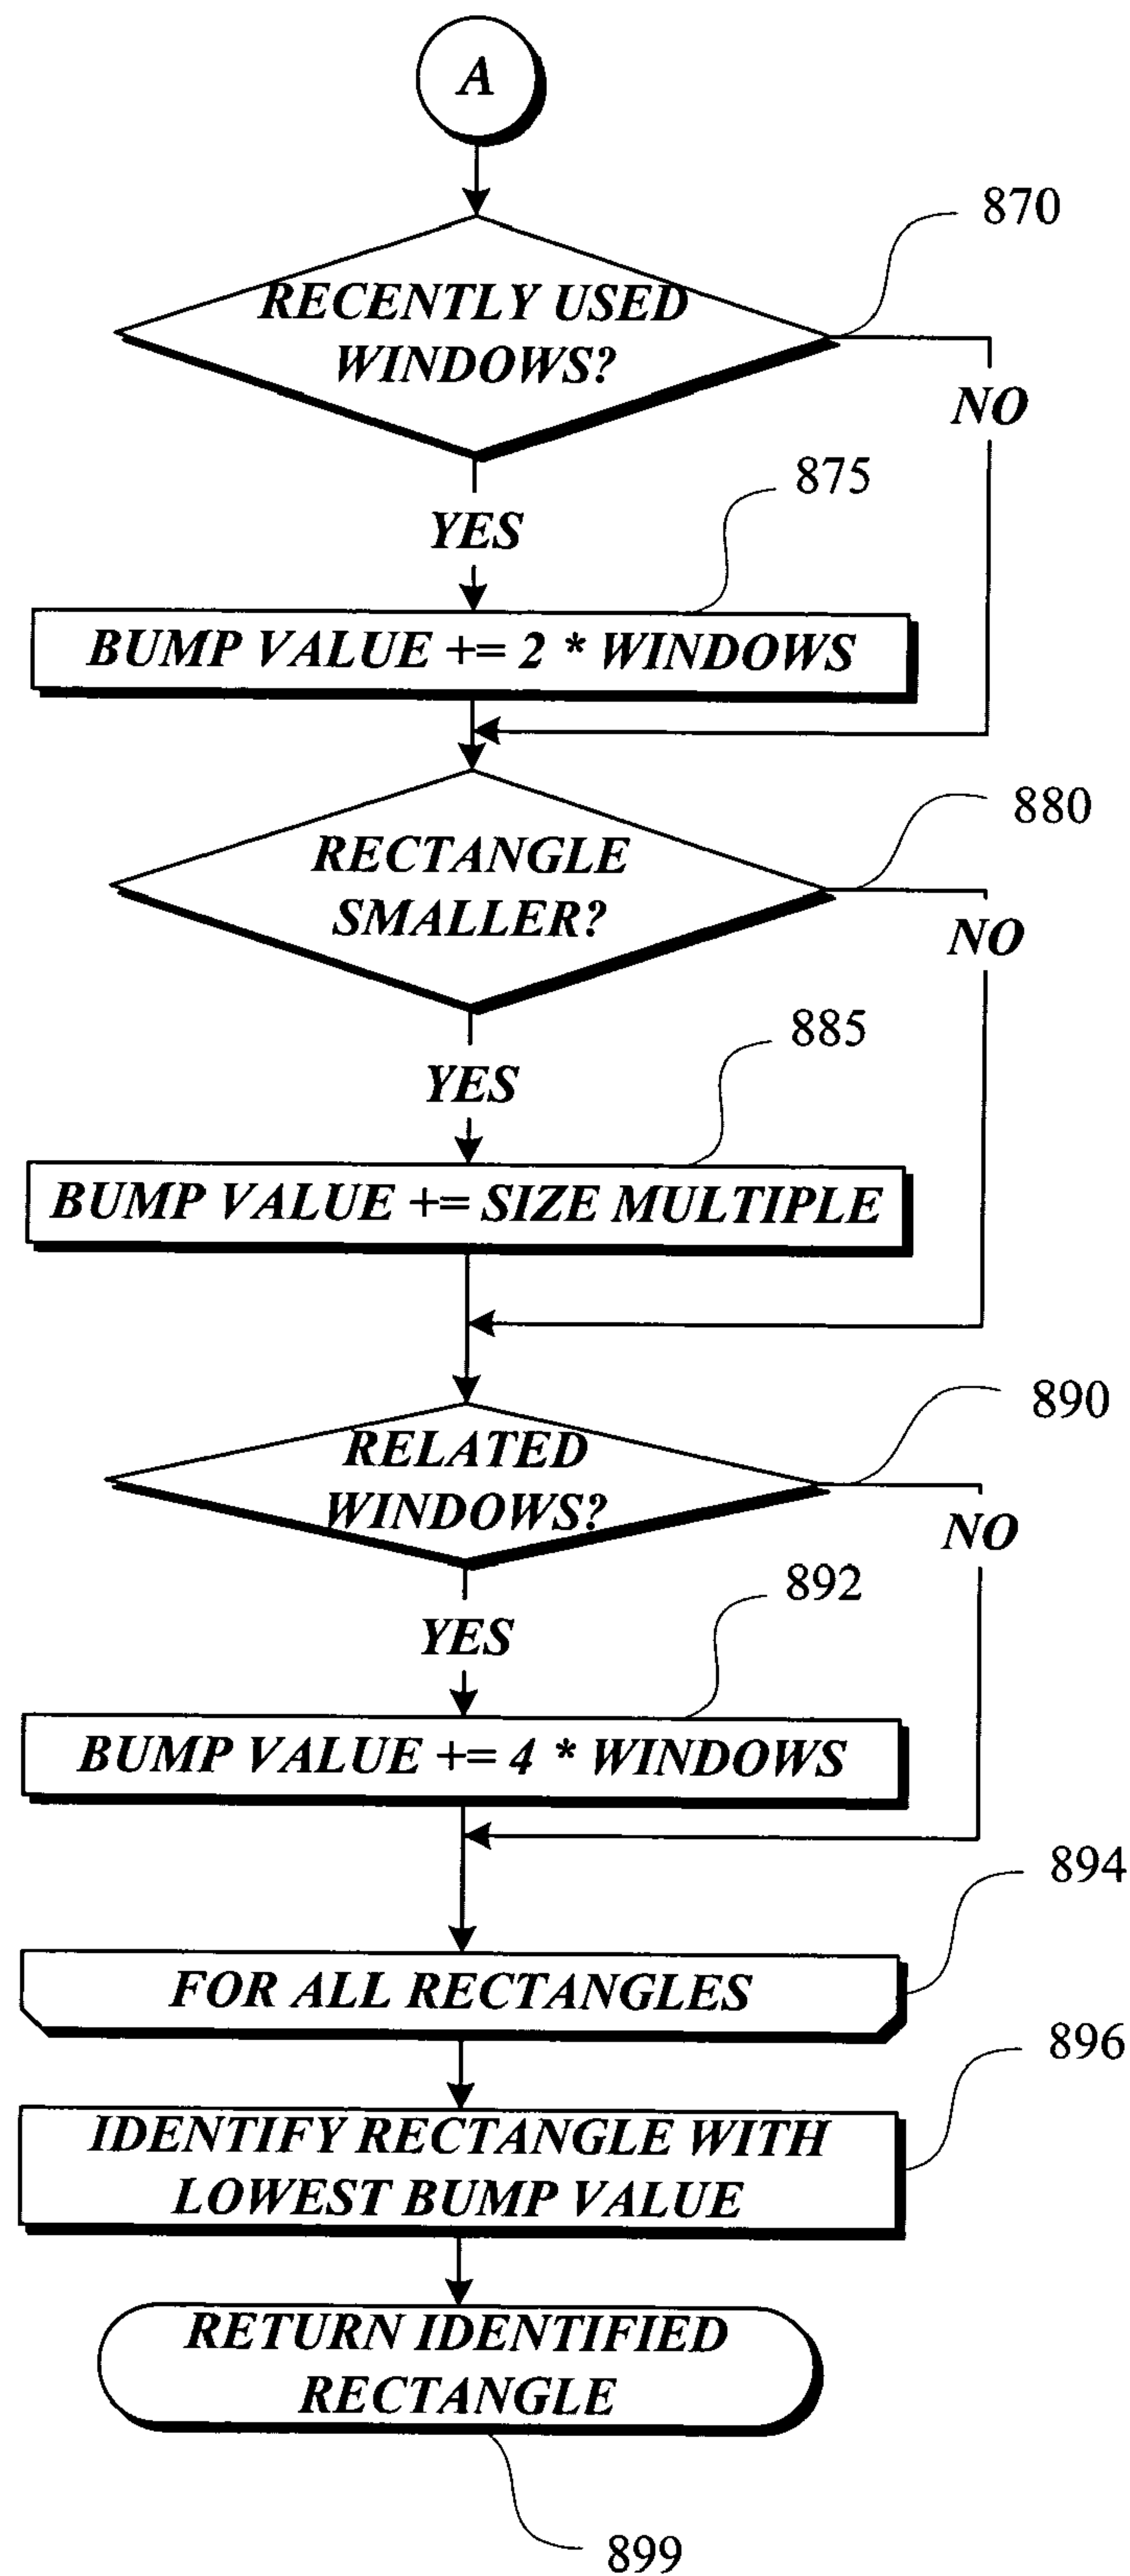 A
870
RECENTLY USED
WINDOWS?
NO
875
YES
BUMP VALUE += 2 * WINDOWS
880
RECTANGLE
SMALLER?
NO
885
YES
BUMP VALUE += SIZE MULTIPLE
890
RELATED
WINDOWS?
NO
892
YES
BUMP VALUE += 4 * WINDOWS
894
FOR ALL RECTANGLES
896
IDENTIFY RECTANGLE WITH
LOWEST BUMP VALUE
RETURN IDENTIFIED
RECTANGLE
899